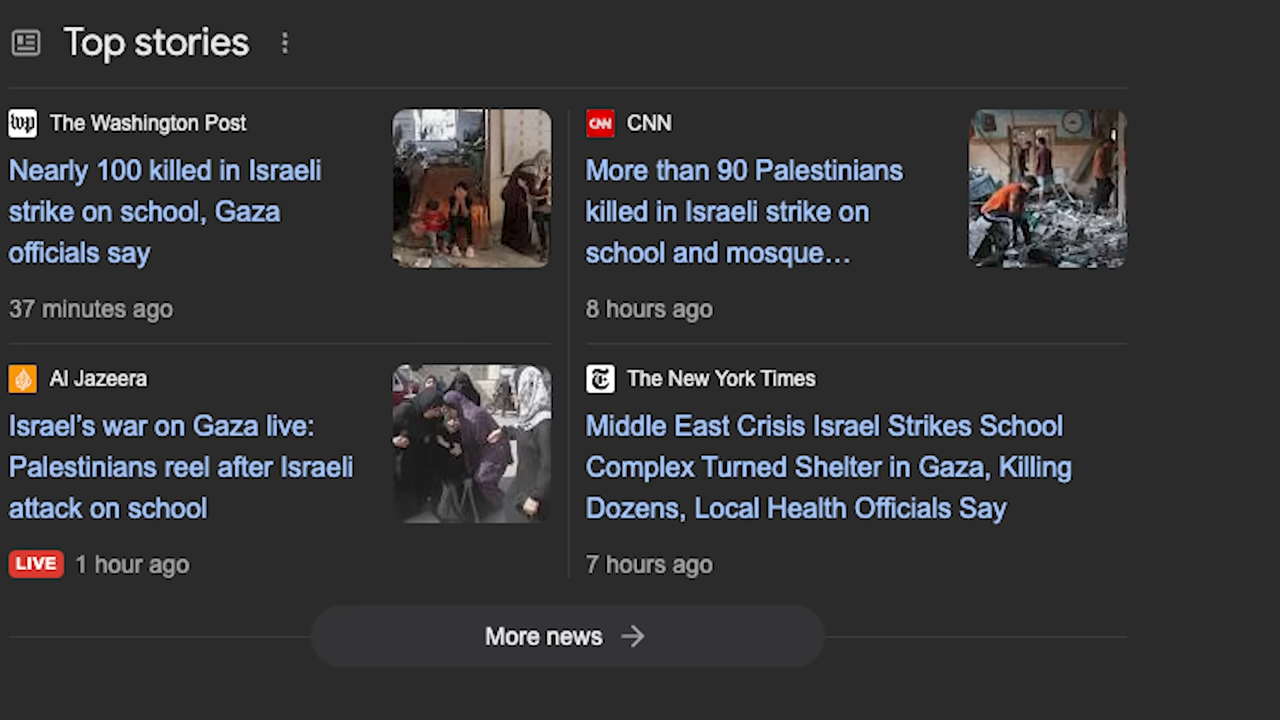 Top stories
wp The Washington Post
Nearly 100 killed in Israeli
strike on school, Gaza
officials say
37 minutes ago
CNN CNN
More than 90 Palestinians
killed in Israeli strike on
school and mosque…
8 hours ago
Al Jazeera
Israel’s war on Gaza live:
Palestinians reel after Israeli
attack on school
LIVE 1 hour ago
T The New York Times
Middle East Crisis Israel Strikes School
Complex Turned Shelter in Gaza, Killing
Dozens, Local Health Officials Say
7 hours ago
More news